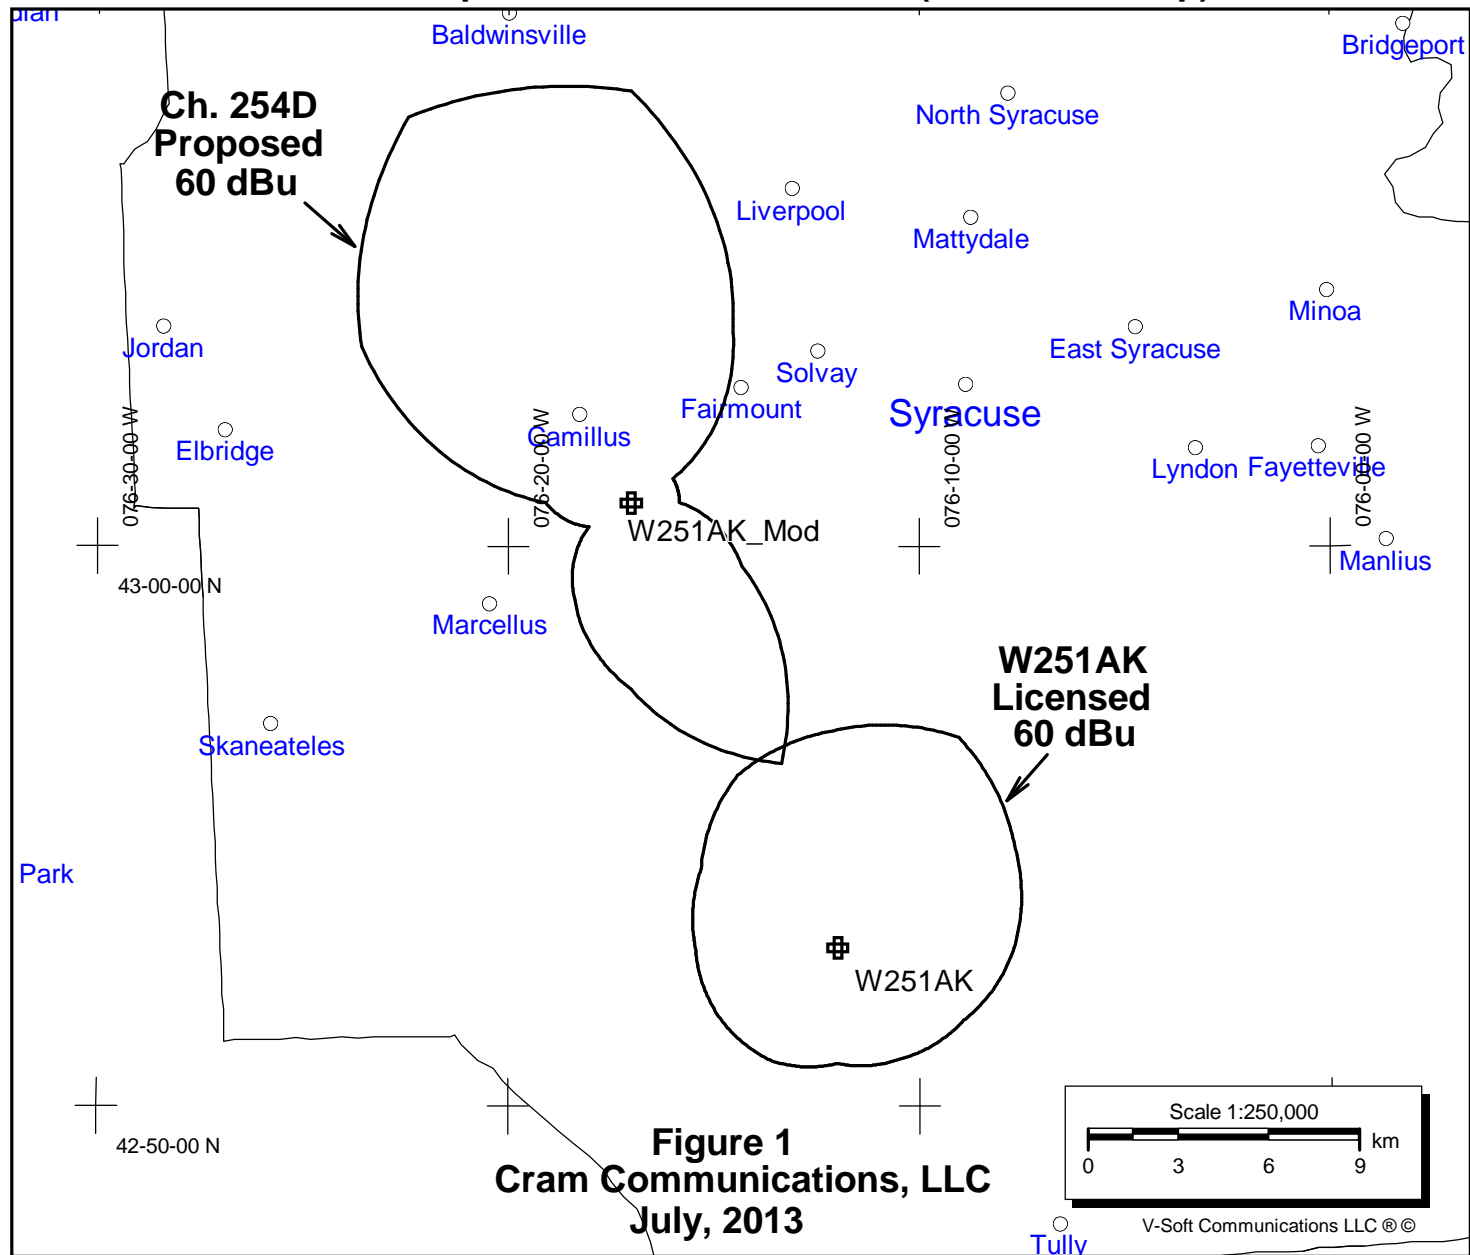 Baldwinsville
Bridgeport
Ch. 254D
Proposed
60 dBu
North Syracuse
Liverpool
Mattydale
Minoa
Jordan
East Syracuse
Solvay
Fairmount
Syracuse
Camillus
Elbridge
Lyndon
Fayetteville
076-30-00 W
076-20-00 W
076-10-00 W
076-00-00 W
W251AK_Mod
Manlius
43-00-00 N
Marcellus
W251AK
Licensed
60 dBu
Skaneateles
Park
W251AK
Scale 1:250,000
km
0 3 6 9
42-50-00 N
Figure 1
Cram Communications, LLC
July, 2013
V-Soft Communications LLC ® ©
Tully